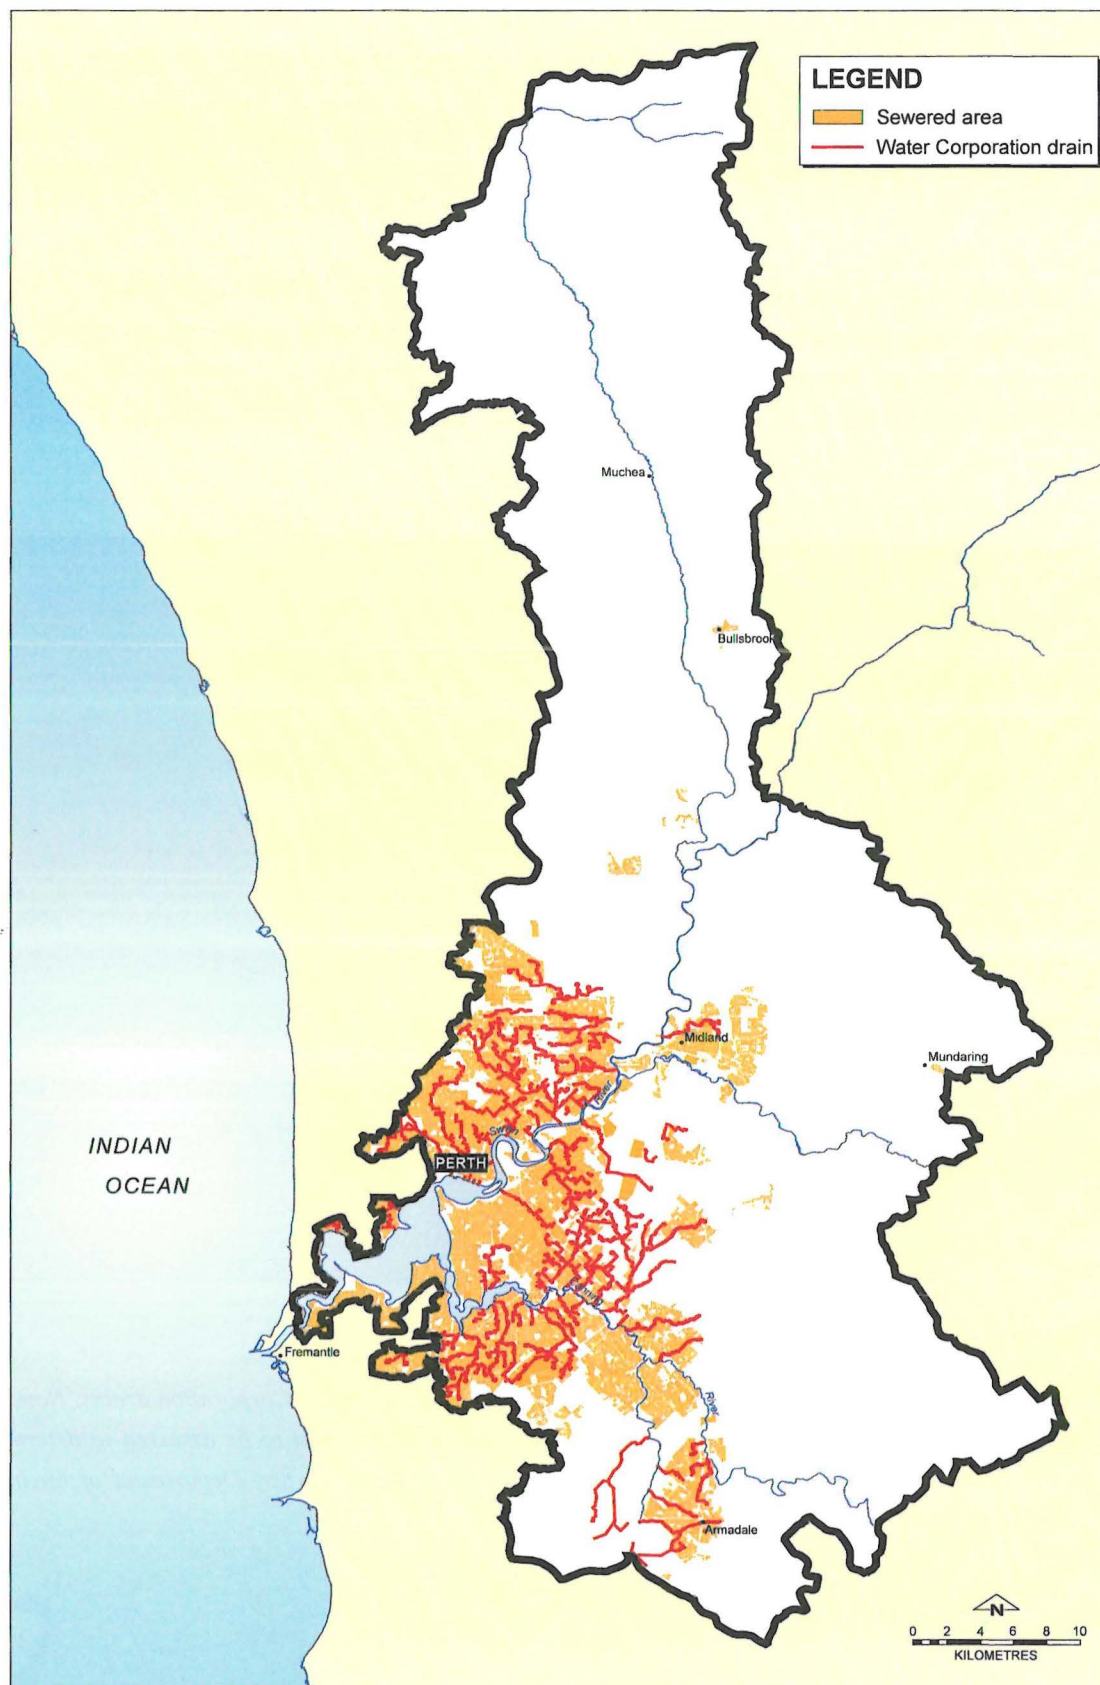 LEGEND
Sewered area
Water Corporation drain
Muchea
Bullsbrook
Midland
Mundaring
River
Swan
PERTH
INDIAN
OCEAN
Canning
Fremantle
River
Armadale
N
0 2 4 6 8 10
KILOMETRES